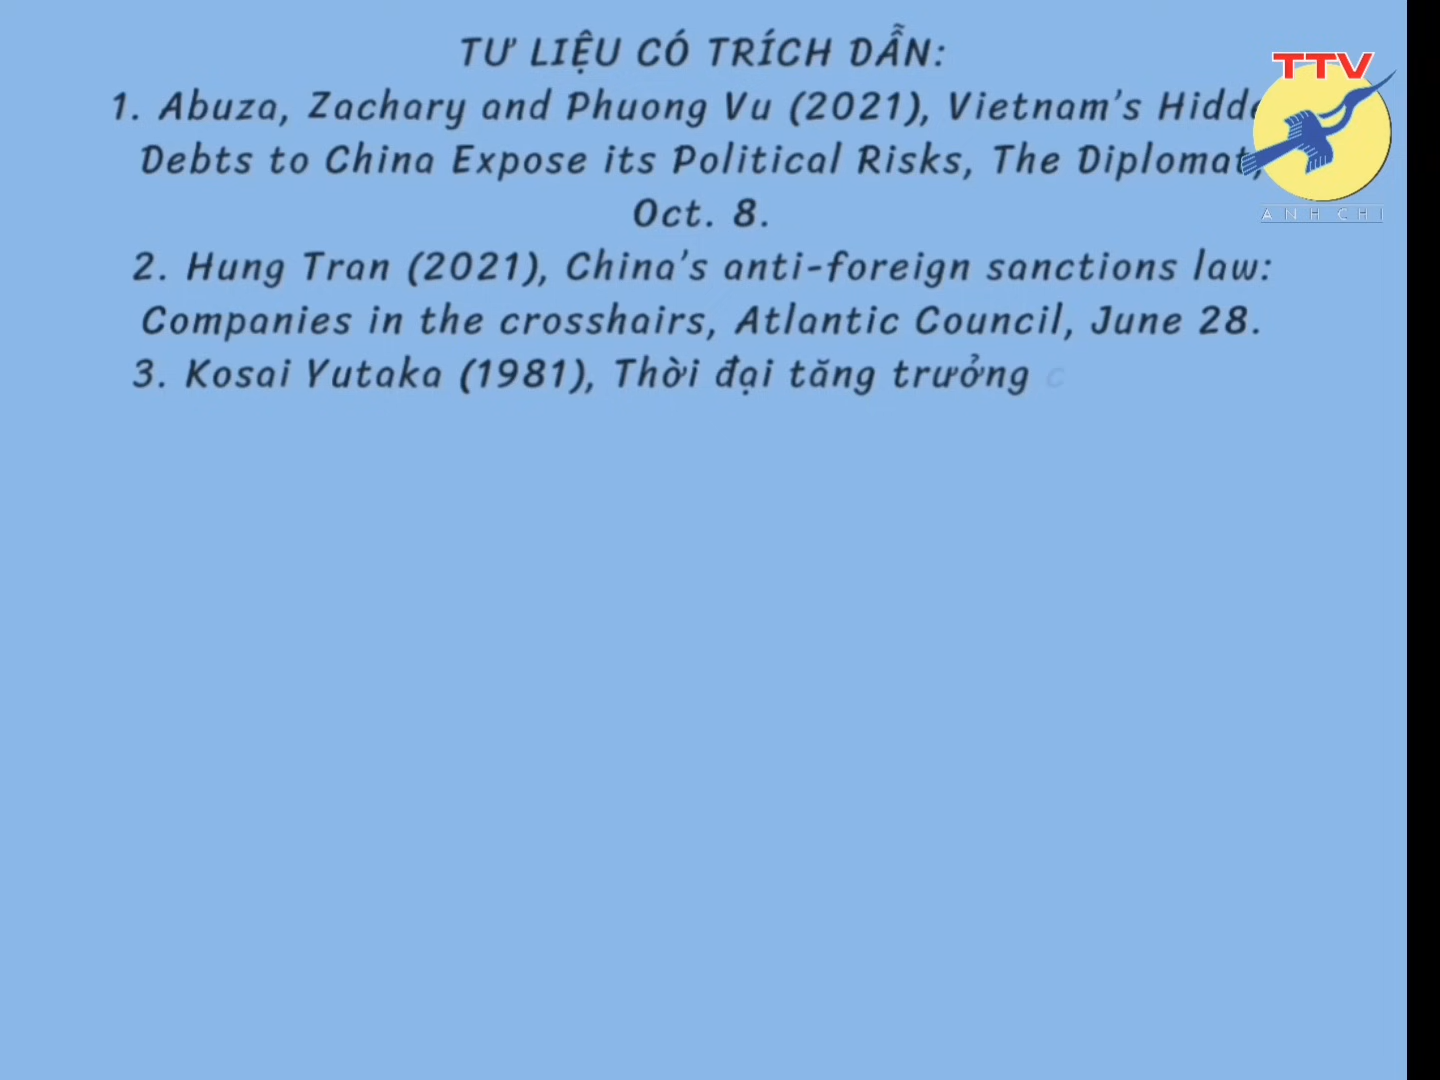 TƯ LIỆU CÓ TRÍCH DẪN:
TTV
1. Abuza, Zachary and Phuong Vu (2021), Vietnam’s
Debts to China Expose its Political Risks, The Diplomat,
ANH CHI
Oct. 8.
2. Hung Tran (2021), China’s anti-foreign sanctions law:
Companies in the crosshairs, Atlantic Council, June 28.
3. Kosai Yutaka (1981), Thời đại tăng trưởng c